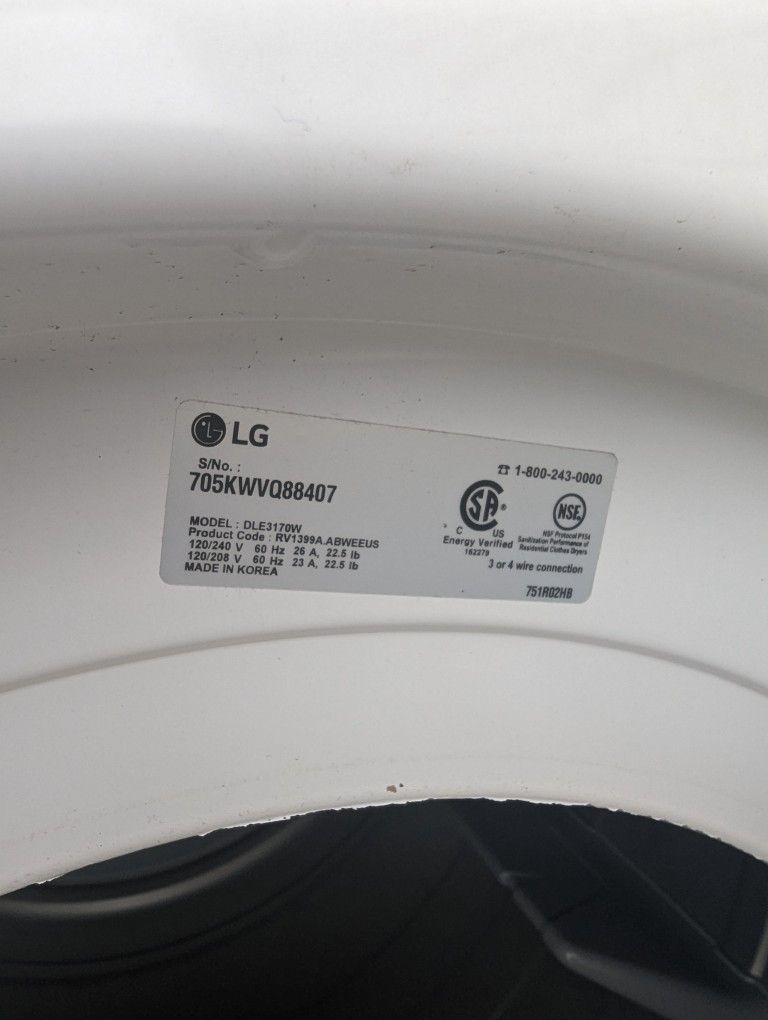 LG
S/No. :
705KWVQ88407
MODEL : DLE3170W
Product Code : RV1399A.ABWEEUS
120/240 V 60 Hz 26 A, 22.5 lb
120/208 V 60 Hz 23 A, 22.5 lb
MADE IN KOREA
☎ 1-800-243-0000
SA
®
C US
Energy Verified
162279
NSF
NSF Protocol P154
Sanitization Performance of
Residential Clothes Dryers
3 or 4 wire connection
751R02HB